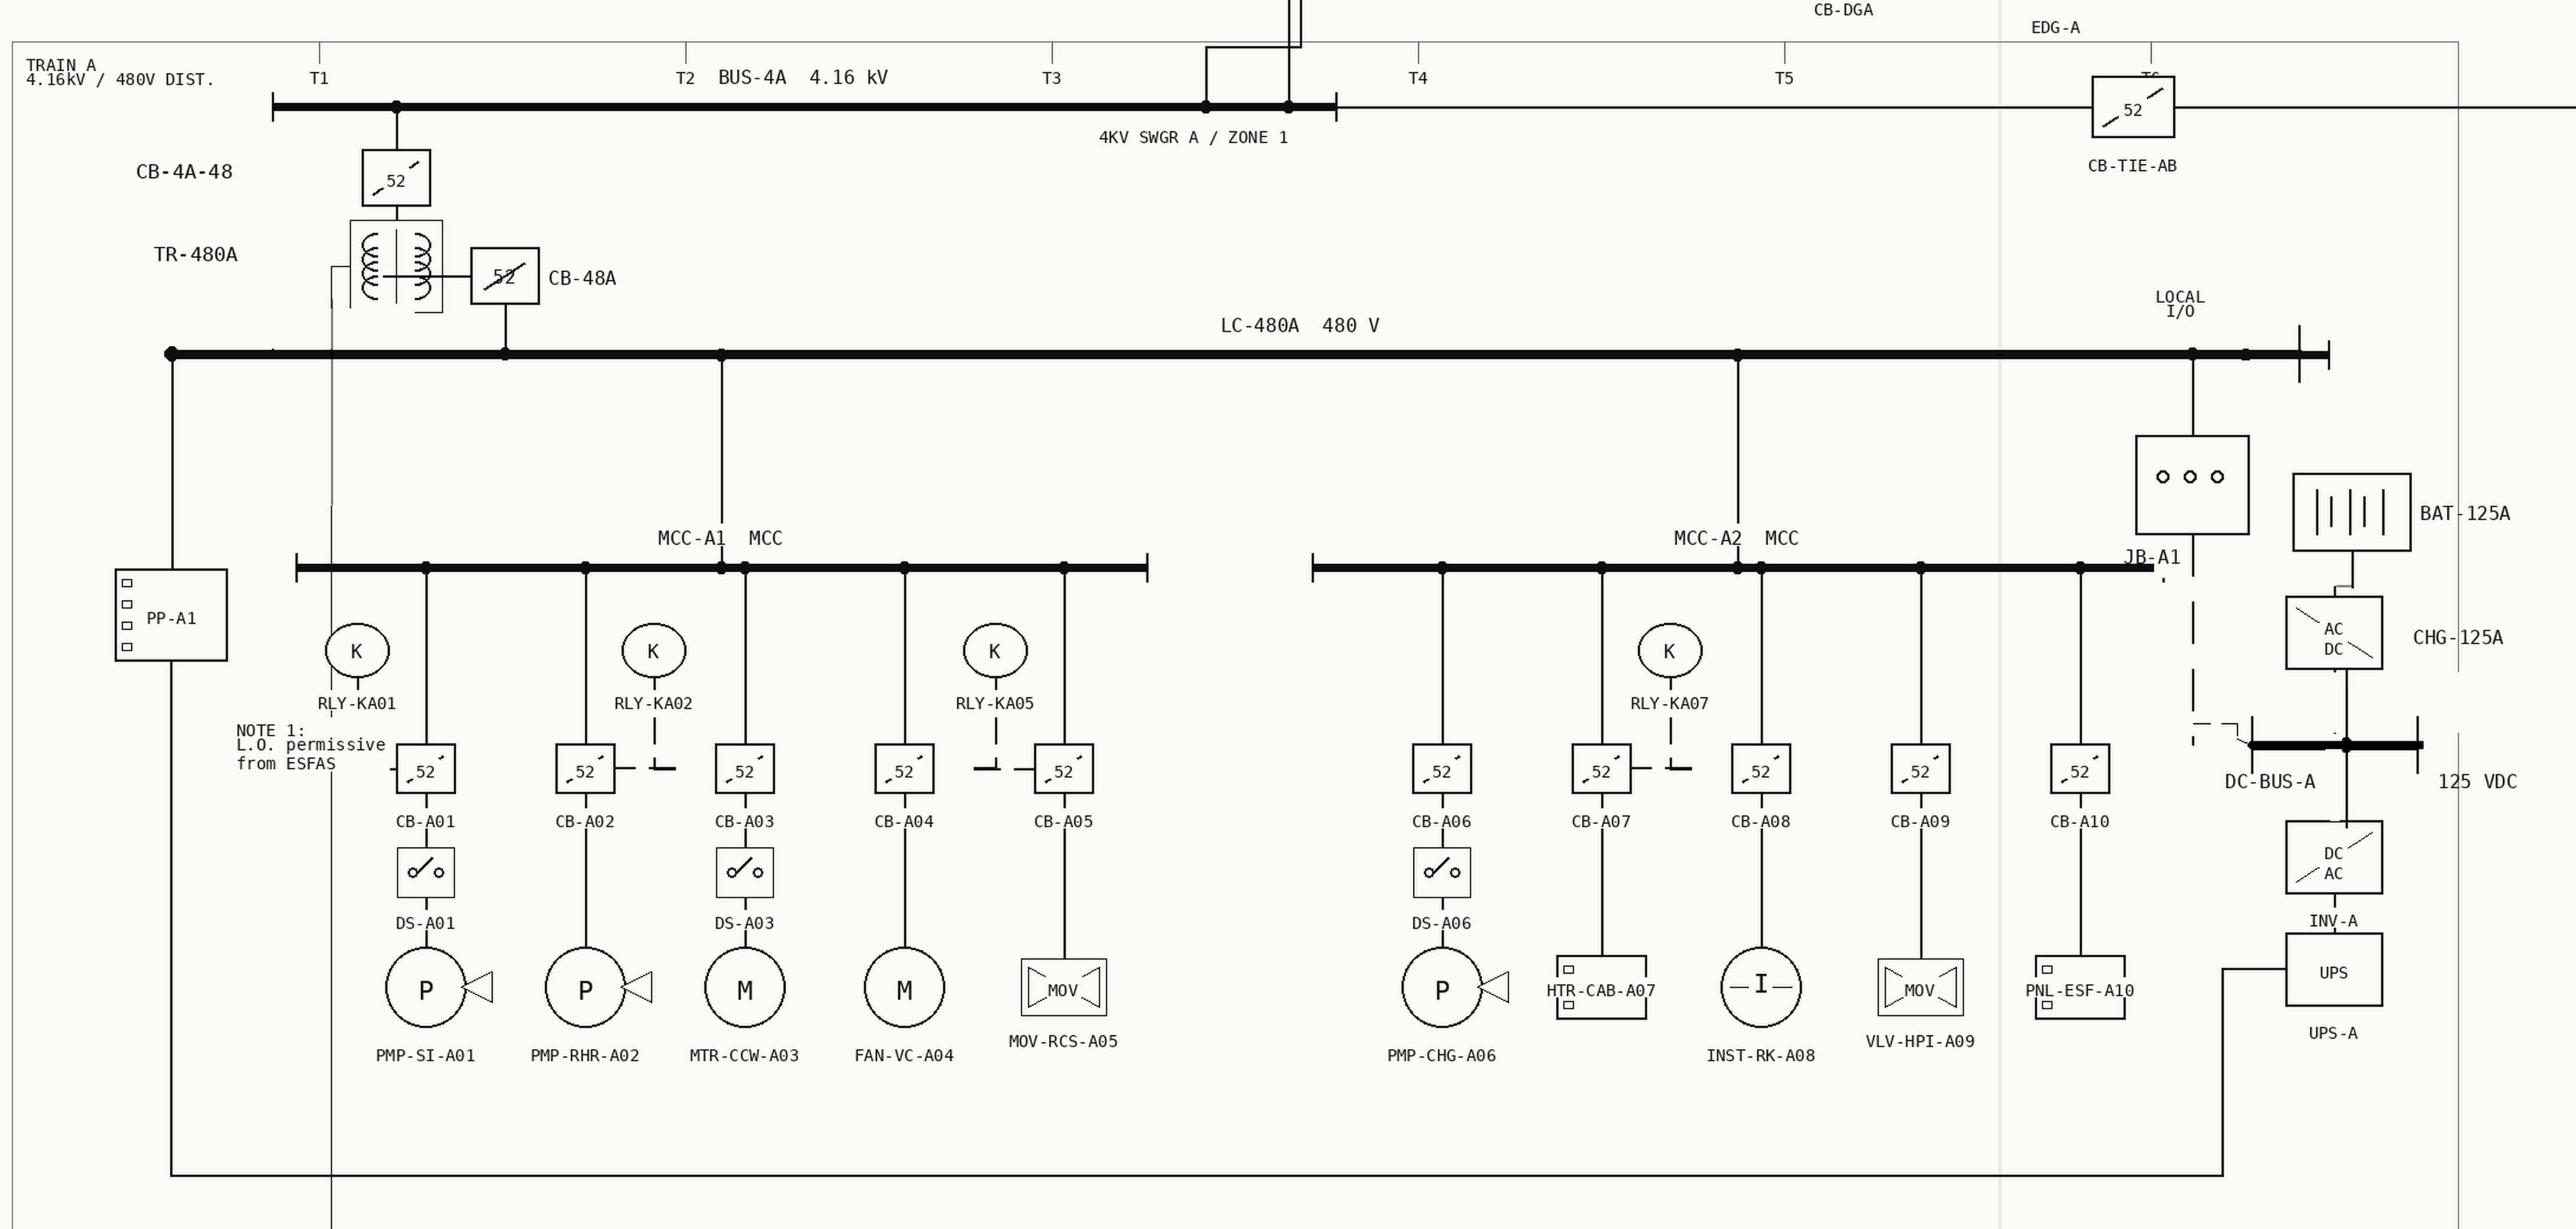 CB-DGA
EDG-A
TRAIN A
4.16kV / 480V DIST.
T1
T2
BUS-4A 4.16 kV
T3
T4
T5
52
4KV SWGR A / ZONE 1
CB-TIE-AB
CB-4A-48
52
TR-480A
52
CB-48A
LOCAL
I/O
LC-480A 480 V
BAT-125A
MCC-A1 MCC
MCC-A2 MCC
JB-A1
PP-A1
AC
DC
CHG-125A
K
K
K
K
RLY-KA01
RLY-KA02
RLY-KA05
RLY-KA07
NOTE 1:
L.O. permissive
from ESFAS
52
52
52
52
52
52
52
52
52
52
DC-BUS-A
125 VDC
CB-A01
CB-A02
CB-A03
CB-A04
CB-A05
CB-A06
CB-A07
CB-A08
CB-A09
CB-A10
DC
AC
DS-A01
DS-A03
DS-A06
INV-A
P
P
M
M
MOV
P
HTR-CAB-A07
I
MOV
PNL-ESF-A10
UPS
UPS-A
PMP-SI-A01
PMP-RHR-A02
MTR-CCW-A03
FAN-VC-A04
MOV-RCS-A05
PMP-CHG-A06
INST-RK-A08
VLV-HPI-A09